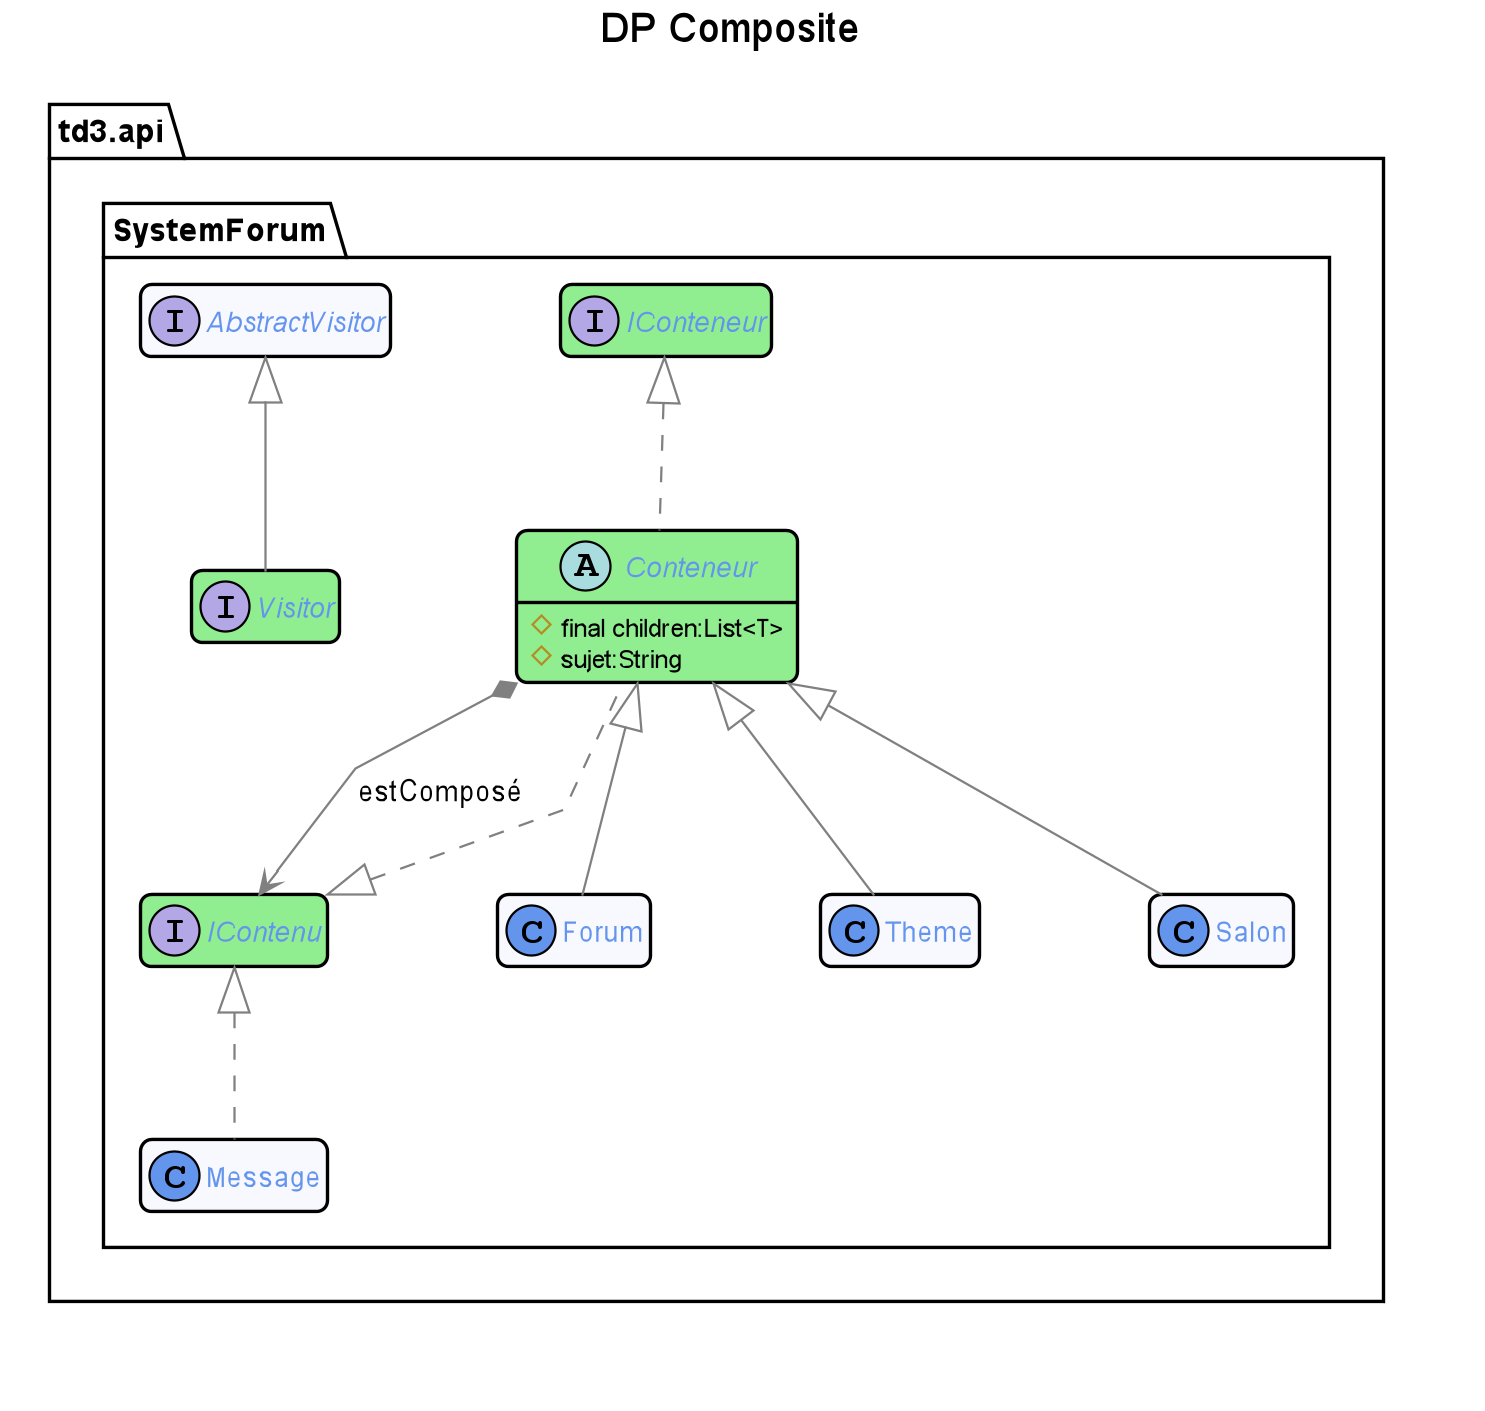 DP Composite
td3.api
SystemForum
I AbstractVisitor
I IConteneur
A Conteneur
final children:List<T>
sujet:String
I Visitor
estComposé
I IContenu
C Forum
C Theme
C Salon
C Message